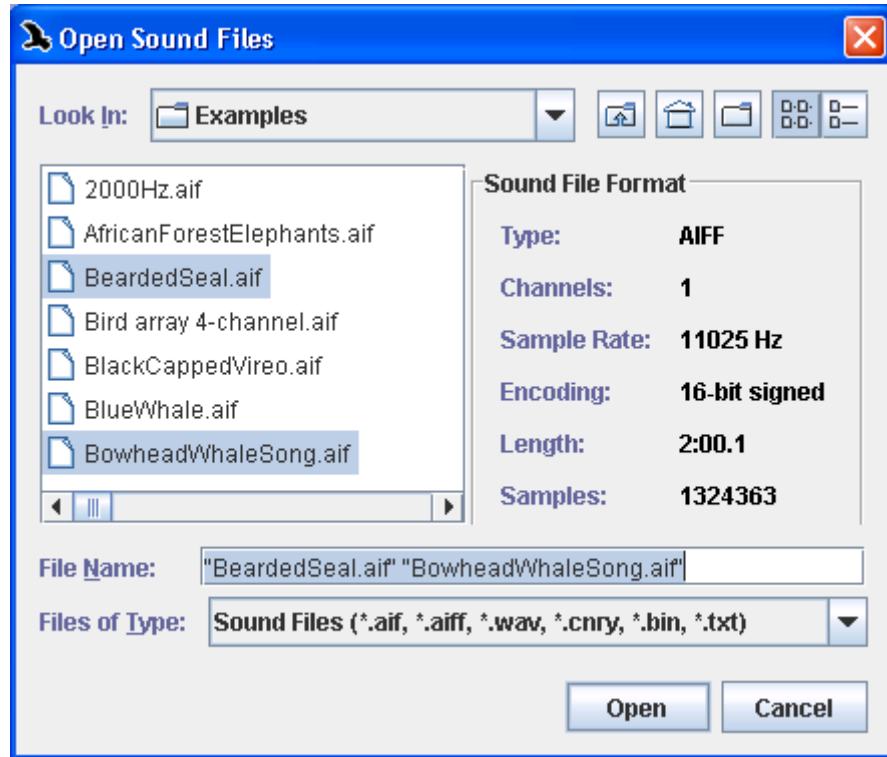 Open Sound Files
Look In: Examples
2000Hz.aif
AfricanForestElephants.aif
BeardedSeal.aif
Bird array 4-channel.aif
BlackCappedVireo.aif
BlueWhale.aif
BowheadWhaleSong.aif
Sound File Format
Type: AIFF
Channels: 1
Sample Rate: 11025 Hz
Encoding: 16-bit signed
Length: 2:00.1
Samples: 1324363
File Name: "BeardedSeal.aif" "BowheadWhaleSong.aif"
Files of Type: Sound Files (*.aif, *.aiff, *.wav, *.cnry, *.bin, *.txt)
Open Cancel